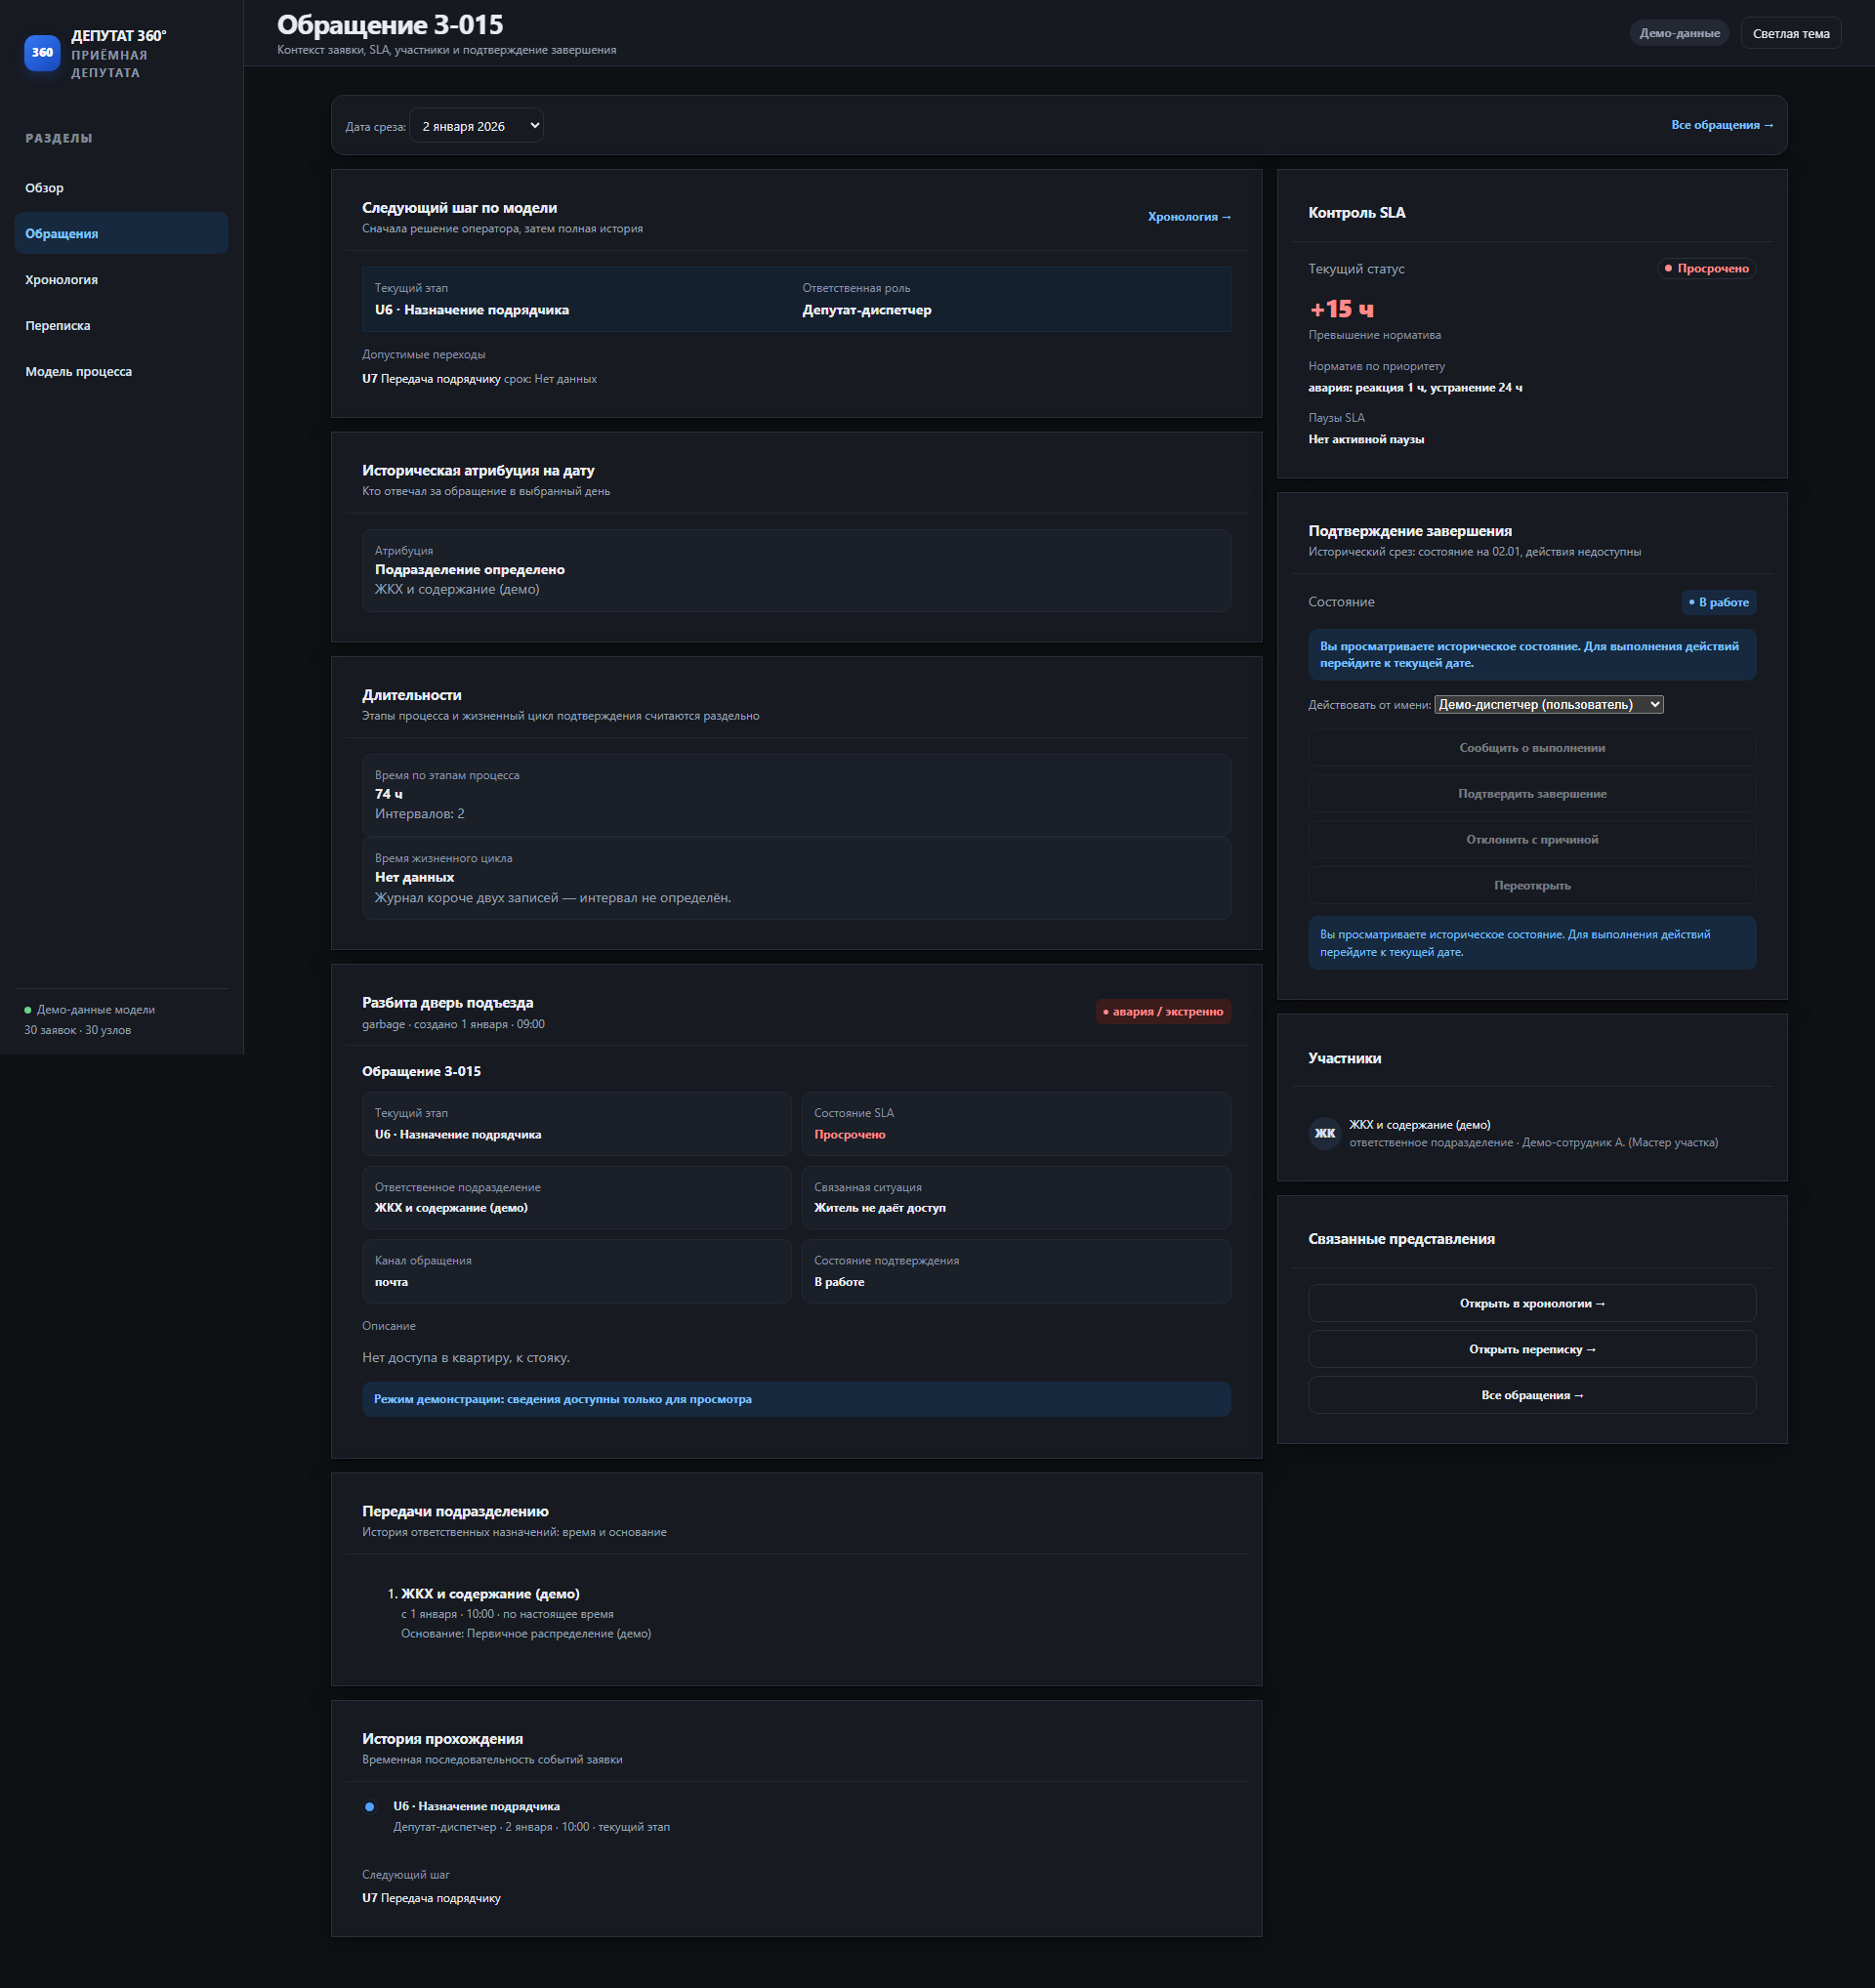 360
ДЕПУТАТ 360°
ПРИЁМНАЯ
ДЕПУТАТА
РАЗДЕЛЫ
Обзор
Обращения
Хронология
Переписка
Модель процесса
Демо-данные модели
30 заявок · 30 узлов
Обращение З-015
Контекст заявки, SLA, участники и подтверждение завершения
Демо-данные
Светлая тема
Дата среза: 2 января 2026
Все обращения →
Следующий шаг по модели
Сначала решение оператора, затем полная история
Хронология →
Текущий этап
U6 · Назначение подрядчика
Ответственная роль
Депутат-диспетчер
Допустимые переходы
U7 Передача подрядчику срок: Нет данных
Историческая атрибуция на дату
Кто отвечал за обращение в выбранный день
Атрибуция
Подразделение определено
ЖКХ и содержание (демо)
Длительности
Этапы процесса и жизненный цикл подтверждения считаются раздельно
Время по этапам процесса
74 ч
Интервалов: 2
Время жизненного цикла
Нет данных
Журнал короче двух записей — интервал не определён.
Разбита дверь подъезда
garbage · создано 1 января · 09:00
авария / экстренно
Обращение З-015
Текущий этап
U6 · Назначение подрядчика
Состояние SLA
Просрочено
Ответственное подразделение
ЖКХ и содержание (демо)
Связанная ситуация
Житель не даёт доступ
Канал обращения
почта
Состояние подтверждения
В работе
Описание
Нет доступа в квартиру, к стояку.
Режим демонстрации: сведения доступны только для просмотра
Передачи подразделению
История ответственных назначений: время и основание
1. ЖКХ и содержание (демо)
с 1 января · 10:00 · по настоящее время
Основание: Первичное распределение (демо)
История прохождения
Временная последовательность событий заявки
U6 · Назначение подрядчика
Депутат-диспетчер · 2 января · 10:00 · текущий этап
Следующий шаг
U7 Передача подрядчику
Контроль SLA
Текущий статус
Просрочено
+15 ч
Превышение норматива
Норматив по приоритету
авария: реакция 1 ч, устранение 24 ч
Паузы SLA
Нет активной паузы
Подтверждение завершения
Исторический срез: состояние на 02.01, действия недоступны
Состояние
В работе
Вы просматриваете историческое состояние. Для выполнения действий
перейдите к текущей дате.
Действовать от имени: Демо-диспетчер (пользователь)
Сообщить о выполнении
Подтвердить завершение
Отклонить с причиной
Переоткрыть
Вы просматриваете историческое состояние. Для выполнения действий
перейдите к текущей дате.
Участники
ЖК
ЖКХ и содержание (демо)
ответственное подразделение · Демо-сотрудник А. (Мастер участка)
Связанные представления
Открыть в хронологии →
Открыть переписку →
Все обращения →